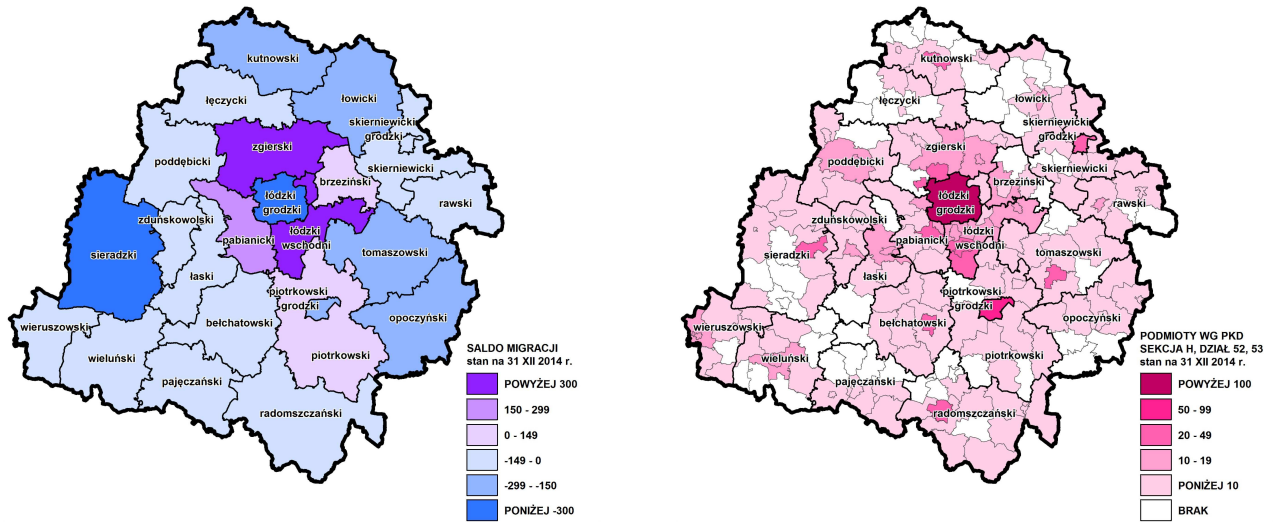 kutnowski
łęczycki
łowicki
skierniewicki
grodzki
zgierski
poddębicki
skierniewicki
brzeziński
rawski
łódzki
grodzki
zduńskowolski
pabianicki
łódzki
wschodni
sieradzki
tomaszowski
łaski
piotrkowski
grodzki
wieruszowski
bełchatowski
opoczyński
wieluński
piotrkowski
pajęczański
radomszczański
SALDO MIGRACJI
stan na 31 XII 2014 r.
POWYŻEJ 300
150 - 299
0 - 149
-149 - 0
-299 - -150
PONIŻEJ -300
kutnowski
łęczycki
łowicki
skierniewicki
grodzki
zgierski
poddębicki
skierniewicki
brzeziński
rawski
łódzki
grodzki
zduńskowolski
pabianicki
łódzki
wschodni
sieradzki
tomaszowski
łaski
piotrkowski
grodzki
wieruszowski
bełchatowski
opoczyński
wieluński
piotrkowski
pajęczański
radomszczański
PODMIOTY WG PKD
SEKCJA H, DZIAŁ 52, 53
stan na 31 XII 2014 r.
POWYŻEJ 100
50 - 99
20 - 49
10 - 19
PONIŻEJ 10
BRAK